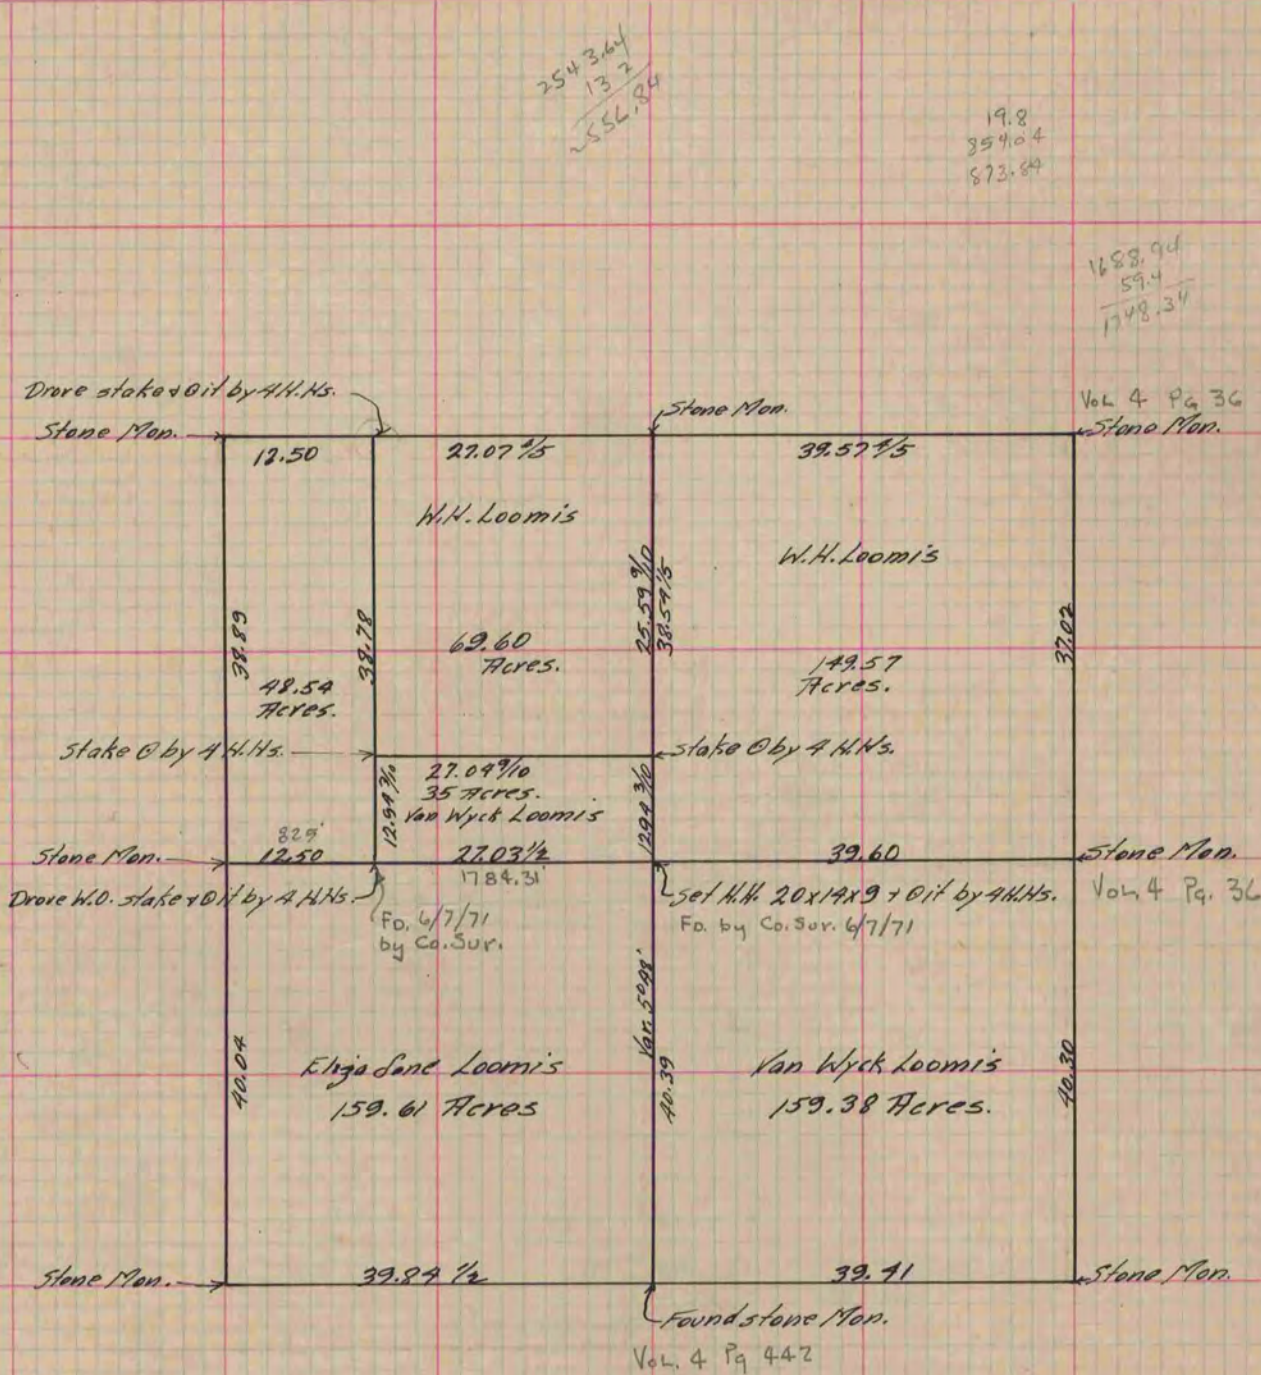 2543.64
13 2
2556.84
19.8
854.04
873.84
1688.94
59.4
1748.34
Drove stake & ⊙ it by 4 H.Hs.
Stone Mon.
Stone Mon.
Vol 4 Pg 36
Stone Mon.
12.50
27.07 4/5
39.57 4/5
W.H. Loomis
W.H. Loomis
25.59 9/10
38.54 1/5
38.89
38.78
37.02
69.60
Acres.
149.57
Acres.
48.54
Acres.
Stake ⊙ by 4 H.Hs.
Stake ⊙ by 4 H.Hs.
27.04 9/10
35 Acres.
Van Wyck Loomis
12.94 3/10
12.94 3/10
825'
Stone Mon.
12.50
27.03 1/2
1784.31'
39.60
Stone Mon.
Vol. 4 Pg. 36
Drove W.O. stake & ⊙ it by 4 H.Hs.
Fo. 6/7/71
by Co. Sur.
Set H.H. 20x14x9 & ⊙ it by 4 H.Hs.
Fo. by Co. Sur. 6/7/71
Var. 5°48'
40.04
40.39
40.30
Eliza Jane Loomis
159.61 Acres
Van Wyck Loomis
159.38 Acres.
Stone Mon.
39.84 1/2
39.41
Stone Mon.
Found stone Mon.
Vol. 4 Pg 442